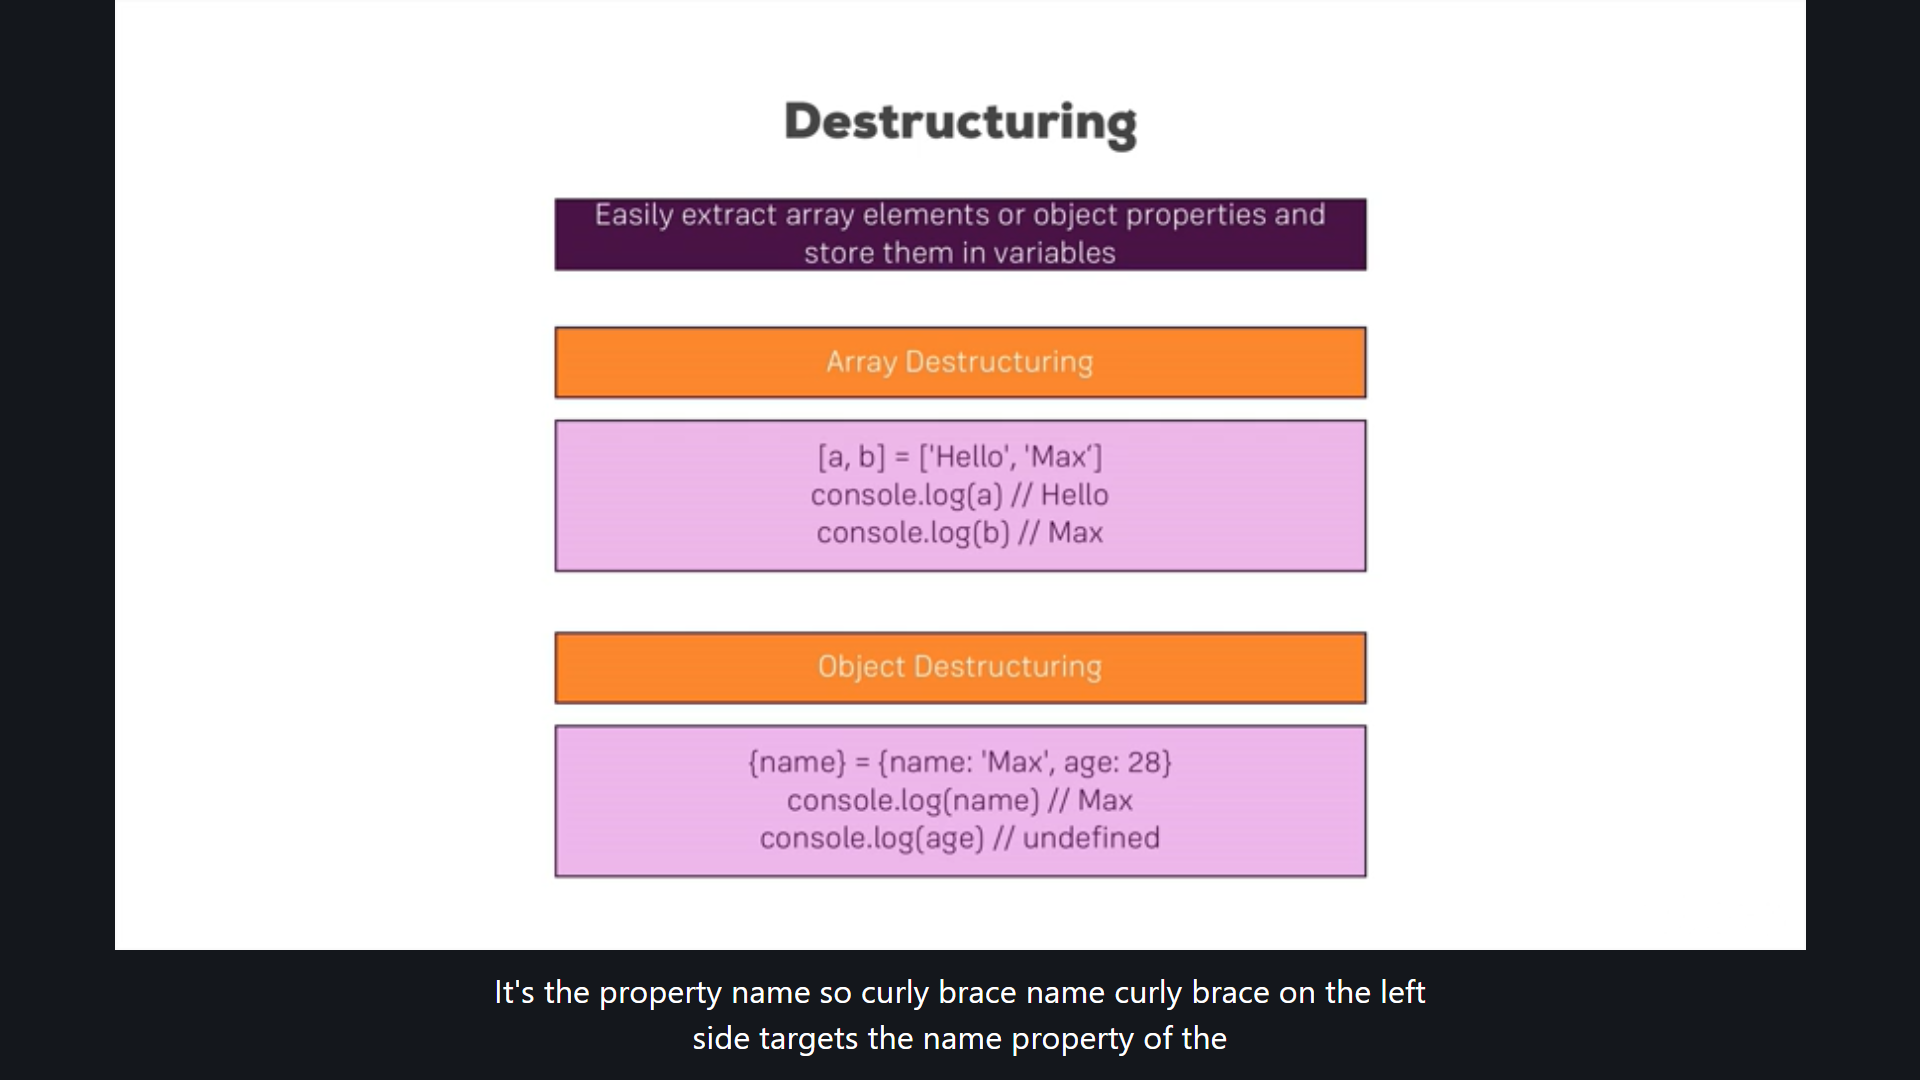 Destructuring
Easily extract array elements or object properties and
store them in variables
Array Destructuring
[a, b] = ['Hello', 'Max‘]
console.log(a) // Hello
console.log(b) // Max
Object Destructuring
{name} = {name: 'Max', age: 28}
console.log(name) // Max
console.log(age) // undefined
It's the property name so curly brace name curly brace on the left
side targets the name property of the